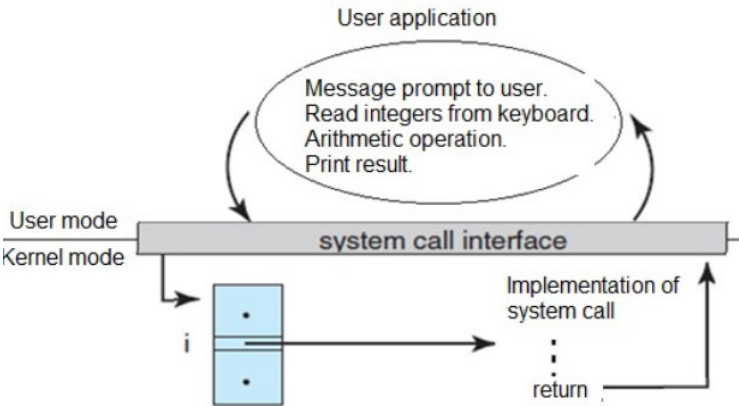 User application
Message prompt to user.
Read integers from keyboard.
Arithmetic operation.
Print result.
User mode
system call interface
Kernel mode
Implementation of
system call
i
return